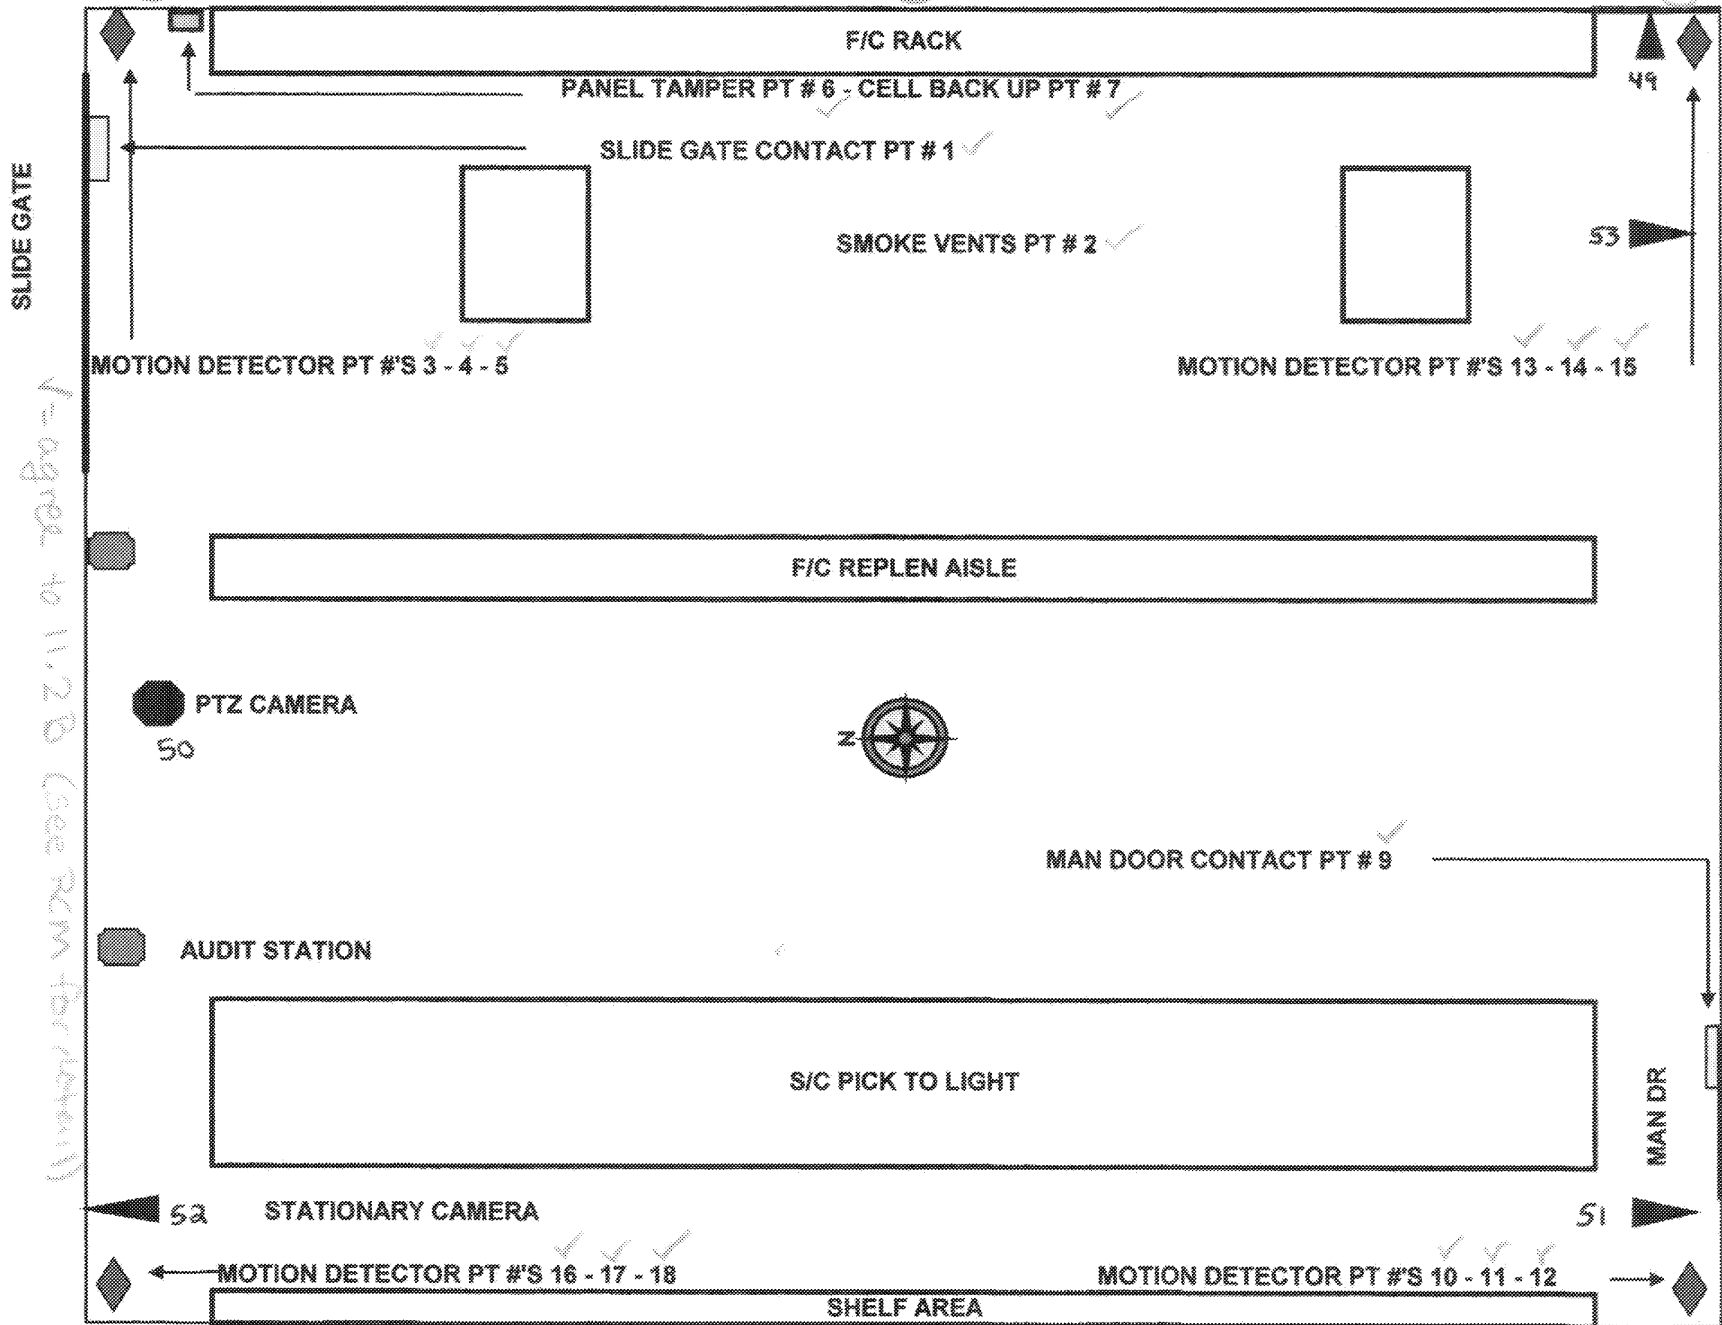 F/C RACK
49
PANEL TAMPER PT # 6 - CELL BACK UP PT # 7
SLIDE GATE CONTACT PT # 1
SLIDE GATE
SMOKE VENTS PT # 2
53
MOTION DETECTOR PT #'S 3 - 4 - 5
MOTION DETECTOR PT #'S 13 - 14 - 15
✓-agree to 11.2B (see RCM for detail)
F/C REPLEN AISLE
PTZ CAMERA
50
N
MAN DOOR CONTACT PT # 9
AUDIT STATION
S/C PICK TO LIGHT
MAN DR
52
STATIONARY CAMERA
51
MOTION DETECTOR PT #'S 16 - 17 - 18
MOTION DETECTOR PT #'S 10 - 11 - 12
SHELF AREA